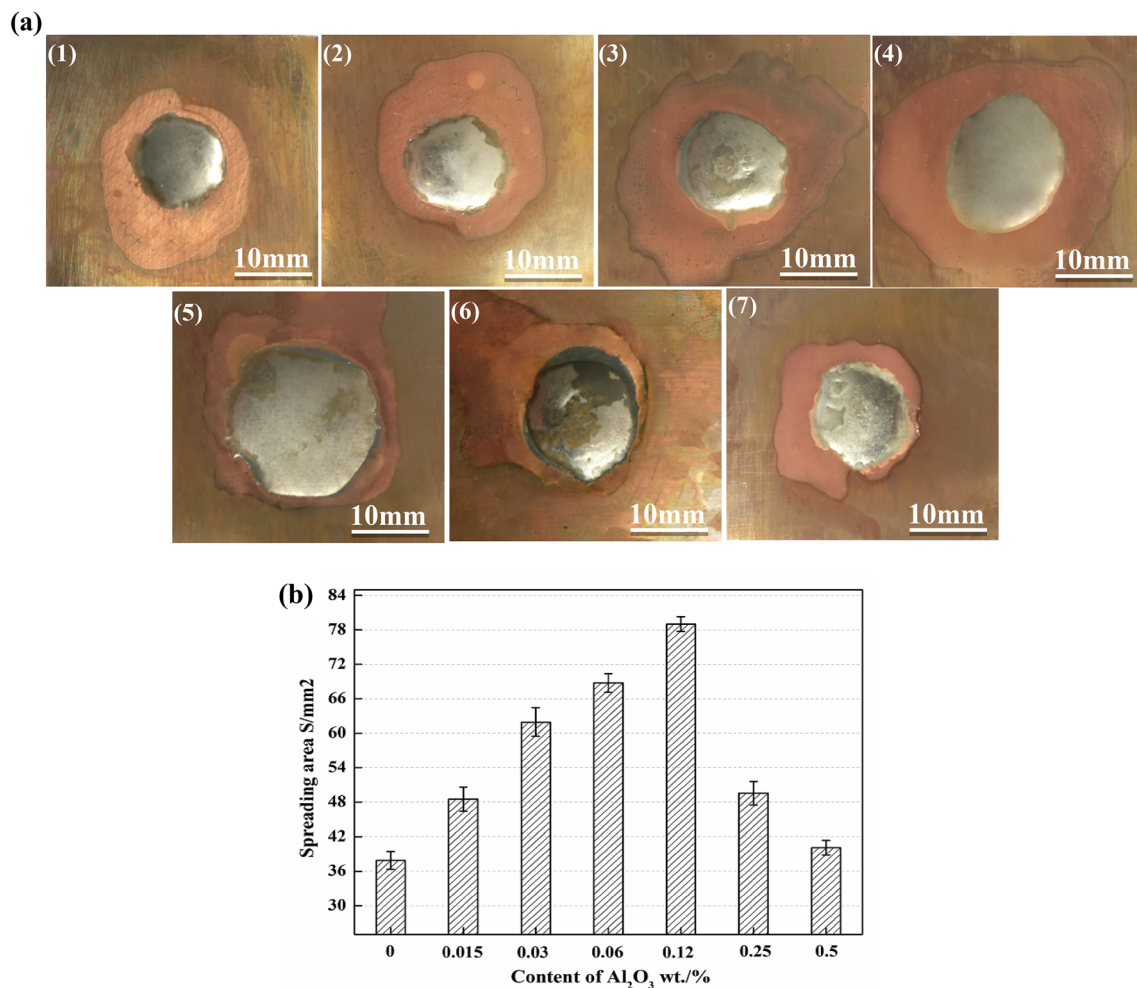 (a)
(1)
(2)
(3)
(4)
10mm
10mm
10mm
10mm
(5)
(6)
(7)
10mm
10mm
10mm
(b)
84
78
72
66
60
54
48
42
36
30
Spreading area S/mm2
0
0.015
0.03
0.06
0.12
0.25
0.5
Content of Al₂O₃ wt./%